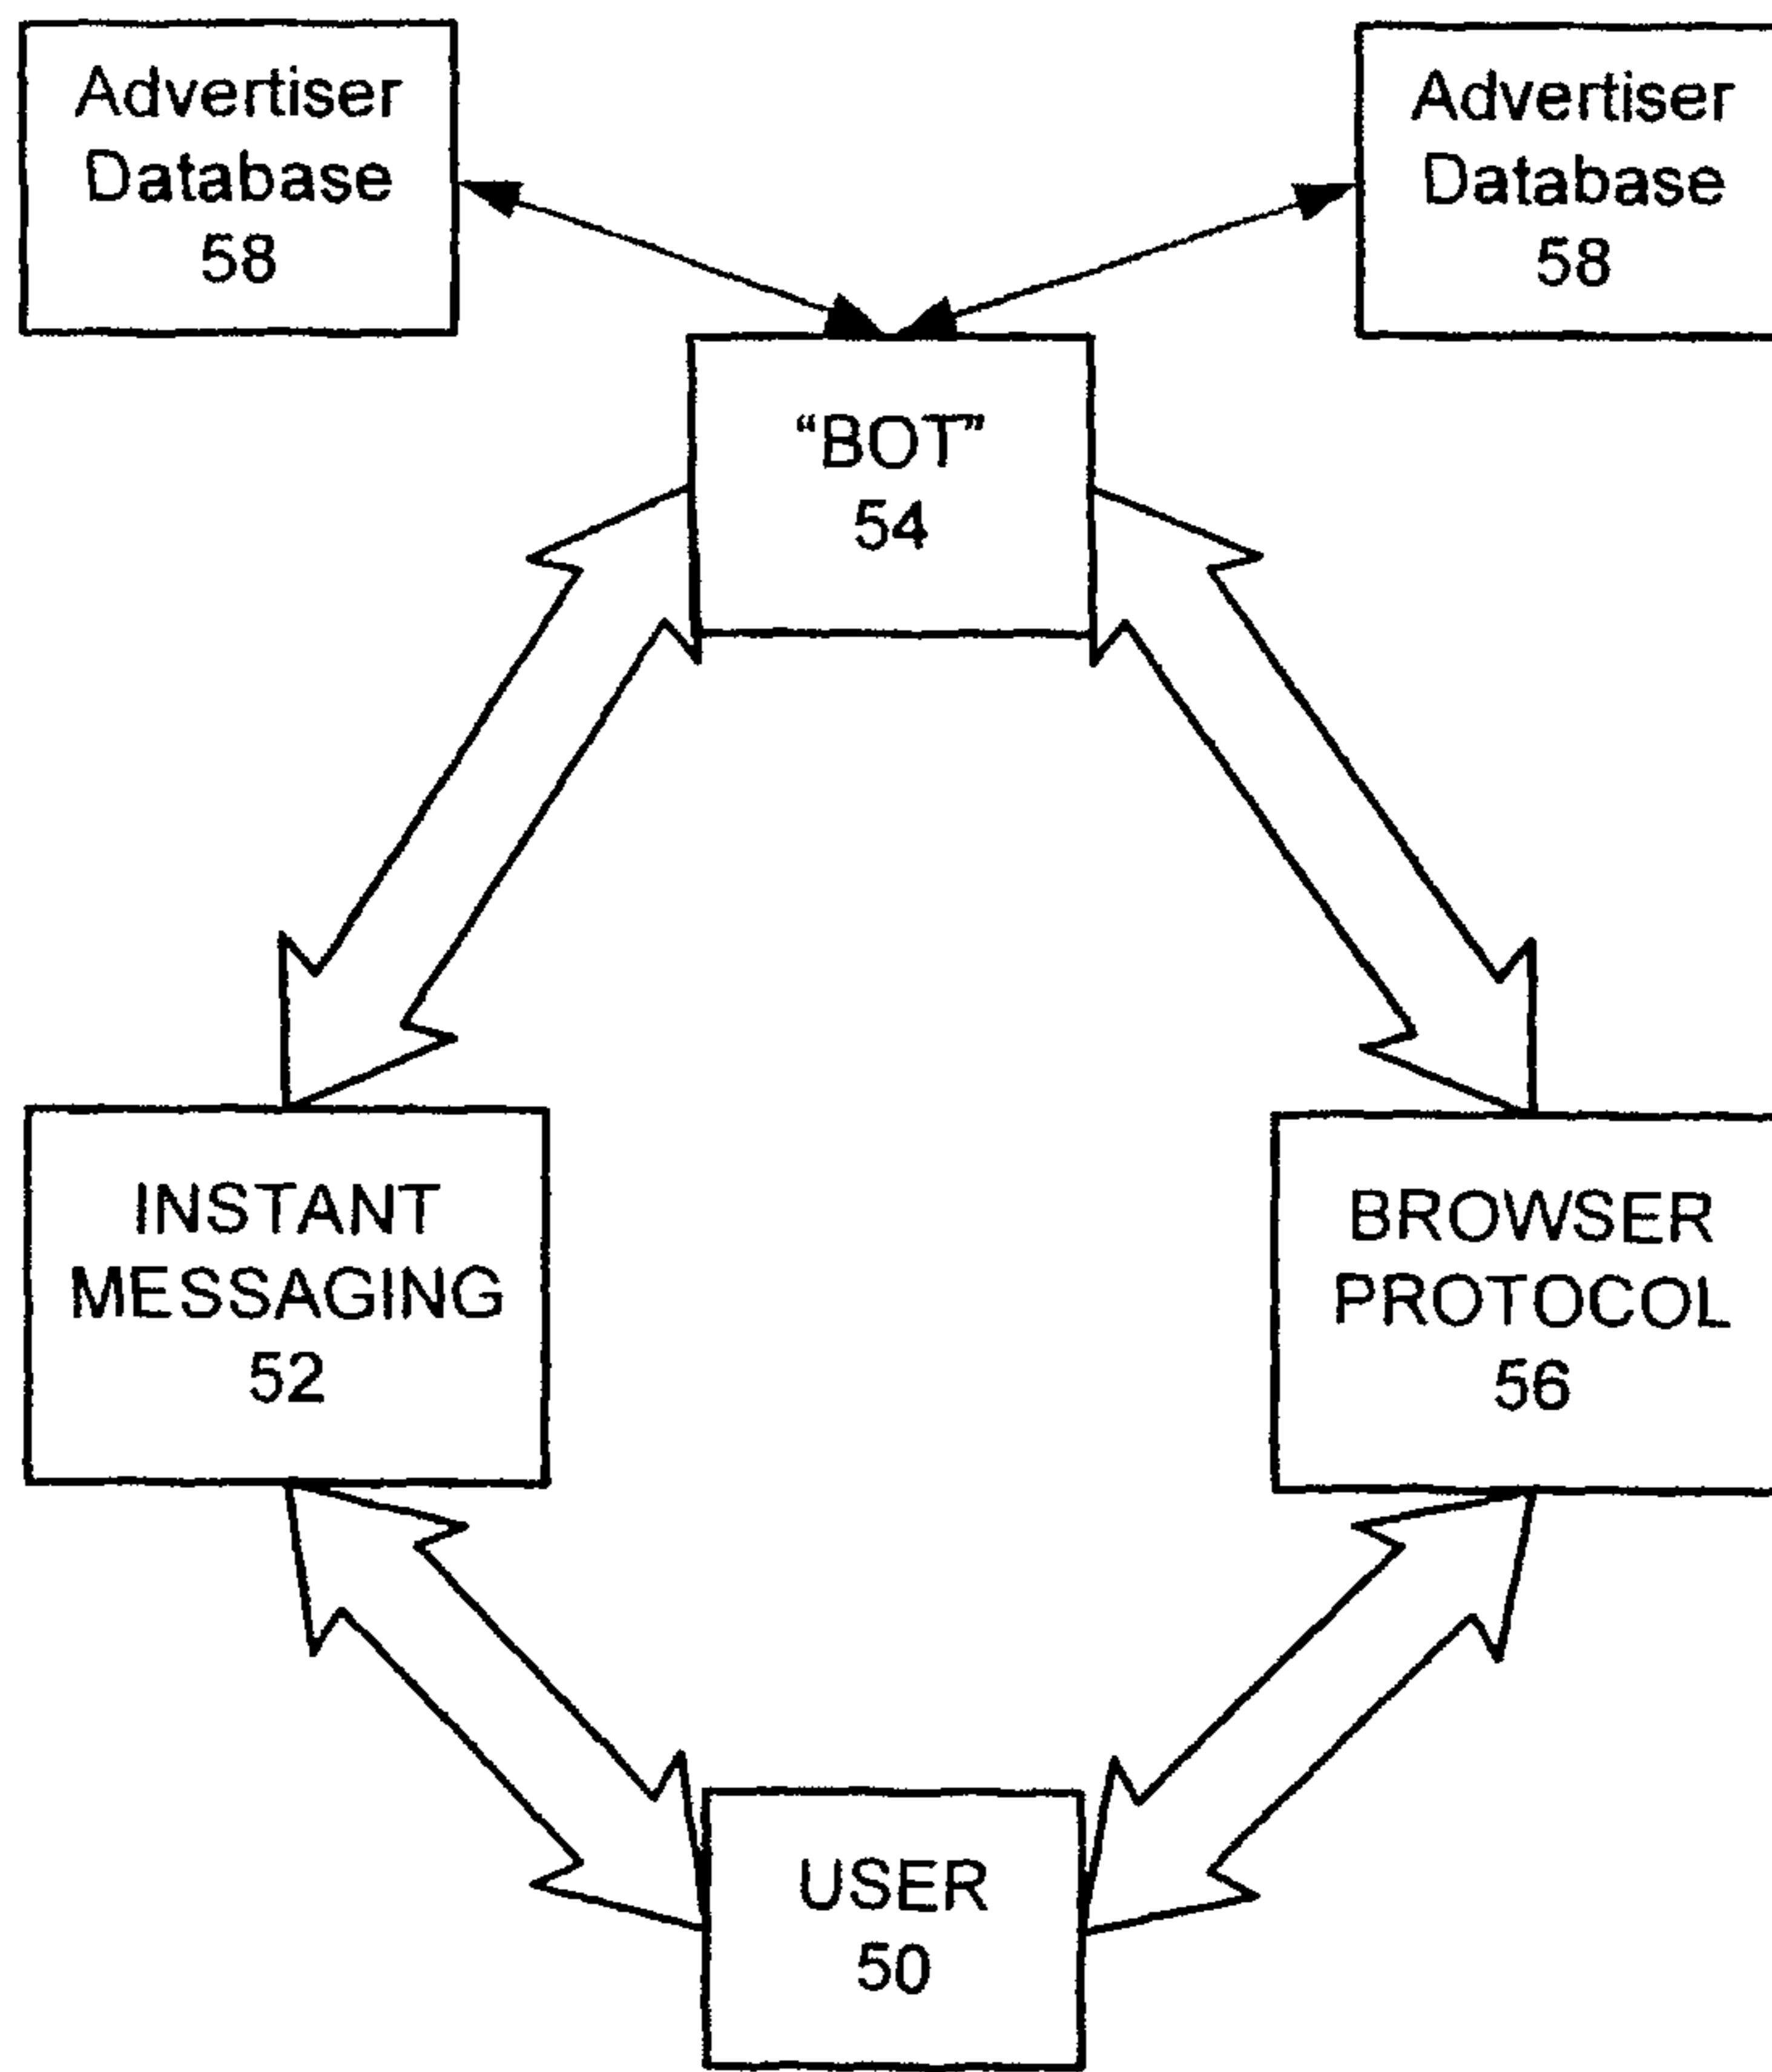 Advertiser
Database
58
Advertiser
Database
58
“BOT”
54
INSTANT
MESSAGING
52
BROWSER
PROTOCOL
56
USER
50